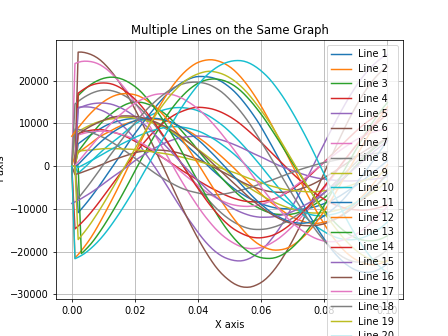 Multiple Lines on the Same Graph
20000
10000
0
−10000
−20000
−30000
axis
0.00
0.02
0.04
0.06
X axis
Line 1
Line 2
Line 3
Line 4
Line 5
Line 6
Line 7
Line 8
Line 9
Line 10
Line 11
Line 12
Line 13
Line 14
Line 15
Line 16
Line 17
Line 18
Line 19
Line 20